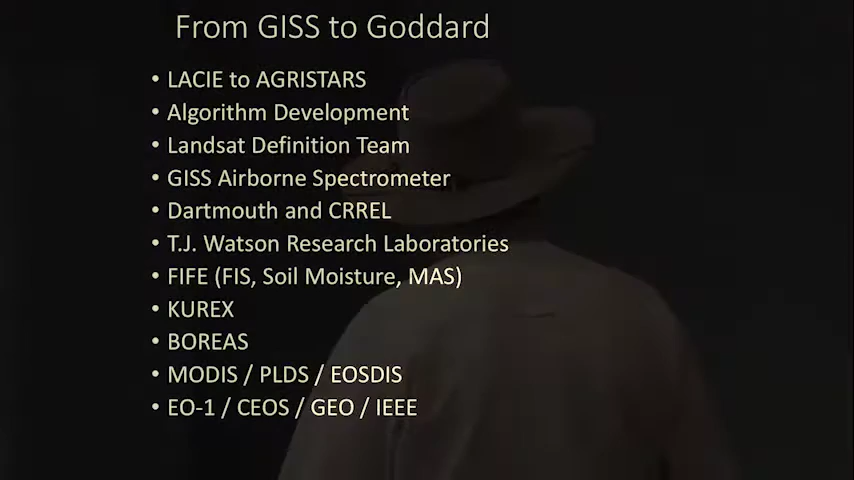 From GISS to Goddard
• LACIE to AGRISTARS
• Algorithm Development
• Landsat Definition Team
• GISS Airborne Spectrometer
• Dartmouth and CRREL
• T.J. Watson Research Laboratories
• FIFE (FIS, Soil Moisture, MAS)
• KUREX
• BOREAS
• MODIS / PLDS / EOSDIS
• EO-1 / CEOS / GEO / IEEE